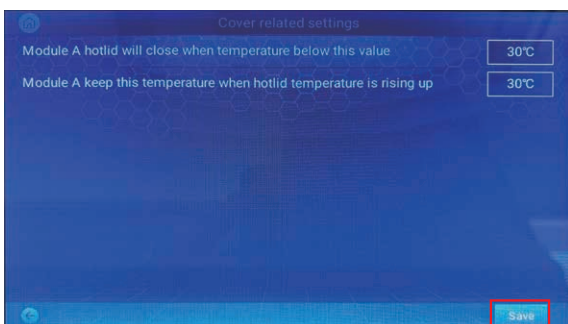 Cover related settings
Module A hotlid will close when temperature below this value 30℃
Module A keep this temperature when hotlid temperature is rising up 30℃
Save